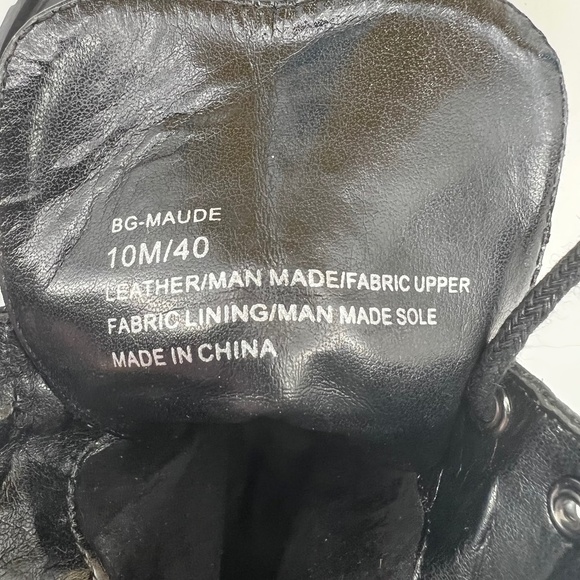 BG-MAUDE
10M/40
LEATHER/MAN MADE/FABRIC UPPER
FABRIC LINING/MAN MADE SOLE
MADE IN CHINA